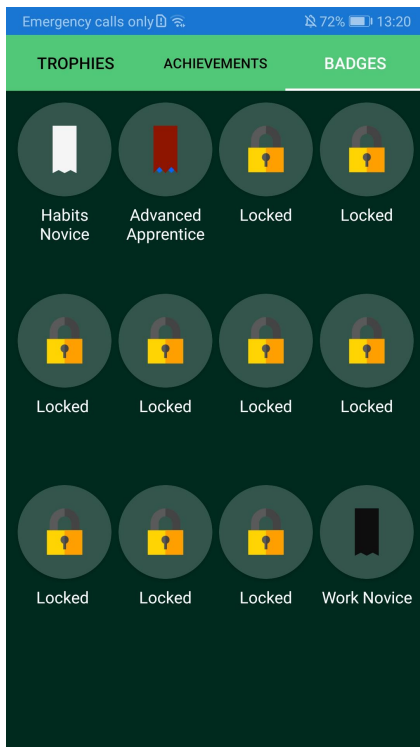 Emergency calls only 72% 13:20
TROPHIES ACHIEVEMENTS BADGES
Habits Novice
Advanced Apprentice
Locked
Locked
Locked
Locked
Locked
Locked
Locked
Locked
Locked
Work Novice